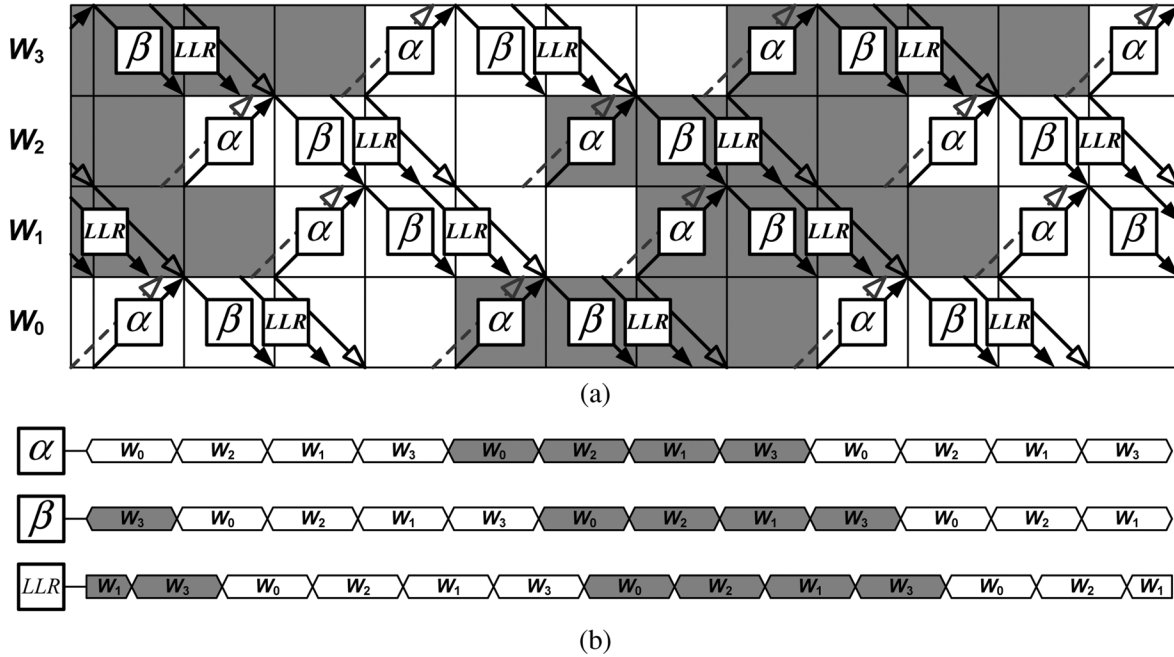 W₃ β LLR α β LLR α β LLR α
W₂ α β LLR α β LLR α β LLR
W₁ LLR α β LLR α β LLR α β
W₀ α β LLR α β LLR α β LLR
(a)
α W₀ W₂ W₁ W₃ W₀ W₂ W₁ W₃ W₀ W₂ W₁ W₃
β W₃ W₀ W₂ W₁ W₃ W₀ W₂ W₁ W₃ W₀ W₂ W₁
LLR W₁ W₃ W₀ W₂ W₁ W₃ W₀ W₂ W₁ W₃ W₀ W₂ W₁
(b)